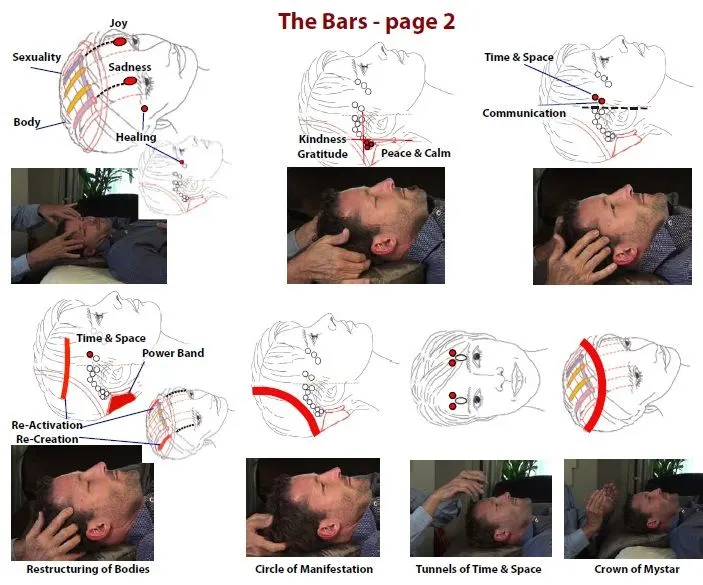 The Bars - page 2
Joy
Sexuality
Sadness
Body
Healing
Kindness
Gratitude
Peace & Calm
Time & Space
Communication
Time & Space
Power Band
Re-Activation
Re-Creation
Restructuring of Bodies
Circle of Manifestation
Tunnels of Time & Space
Crown of Mystar